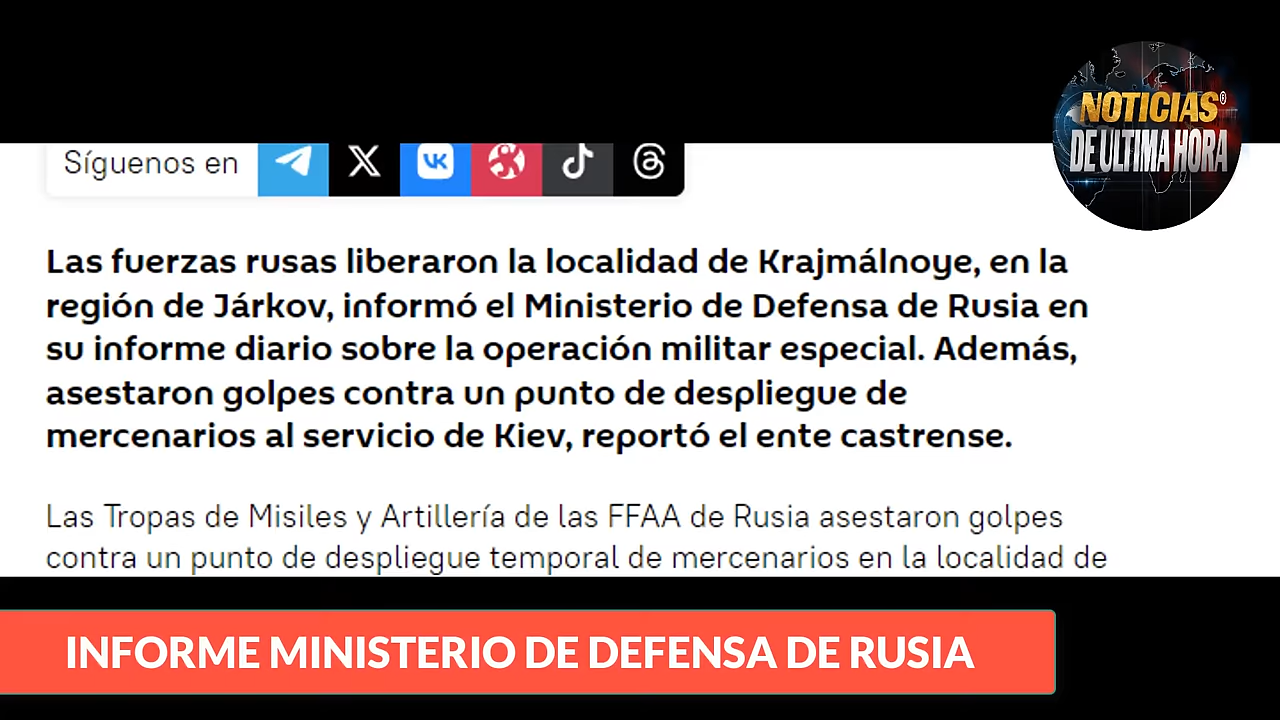 NOTICIAS®
DE ULTIMA HORA
Síguenos en
Las fuerzas rusas liberaron la localidad de Krajmálnoye, en la
región de Járkov, informó el Ministerio de Defensa de Rusia en
su informe diario sobre la operación militar especial. Además,
asestaron golpes contra un punto de despliegue de
mercenarios al servicio de Kiev, reportó el ente castrense.
Las Tropas de Misiles y Artillería de las FFAA de Rusia asestaron golpes
contra un punto de despliegue temporal de mercenarios en la localidad de
INFORME MINISTERIO DE DEFENSA DE RUSIA